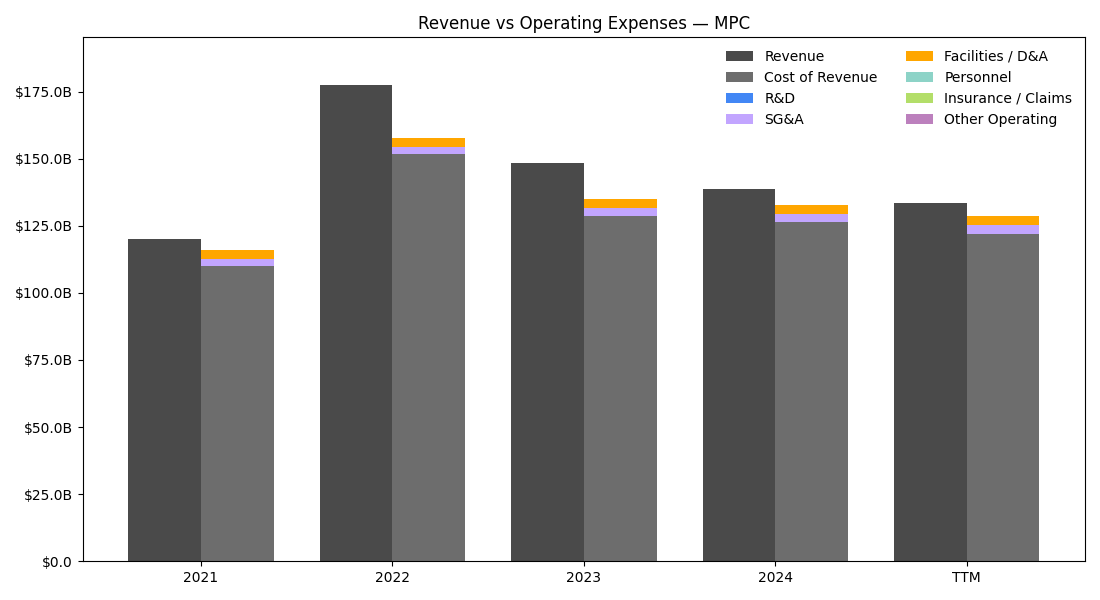 Revenue vs Operating Expenses — MPC
Revenue
Cost of Revenue
R&D
SG&A
Facilities / D&A
Personnel
Insurance / Claims
Other Operating
$175.0B
$150.0B
$125.0B
$100.0B
$75.0B
$50.0B
$25.0B
$0.0
2021
2022
2023
2024
TTM